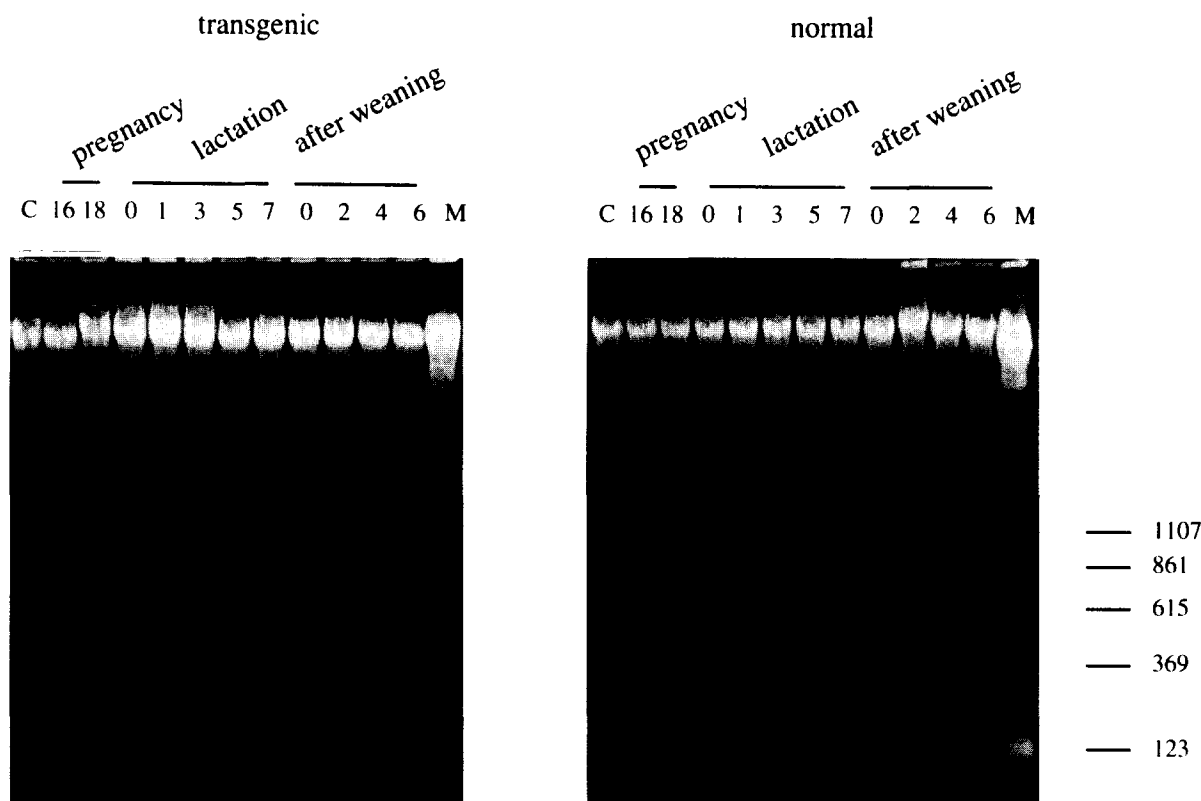 transgenic
normal
pregnancy lactation after weaning
pregnancy lactation after weaning
C 16 18 0 1 3 5 7 0 2 4 6 M
C 16 18 0 1 3 5 7 0 2 4 6 M
1107
861
615
369
123